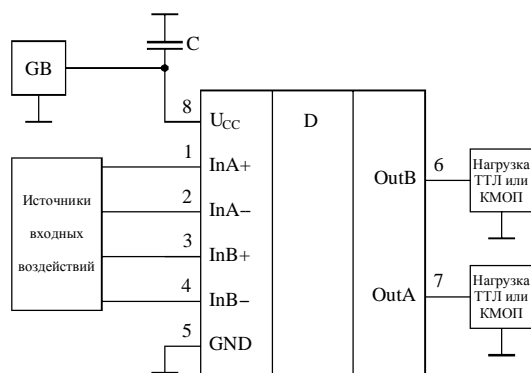 C
GB
8
U_CC
D
1
InA+
2
InA−
3
InB+
4
InB−
5
GND
Источники
входных
воздействий
OutB
6
Нагрузка
ТТЛ или
КМОП
OutA
7
Нагрузка
ТТЛ или
КМОП